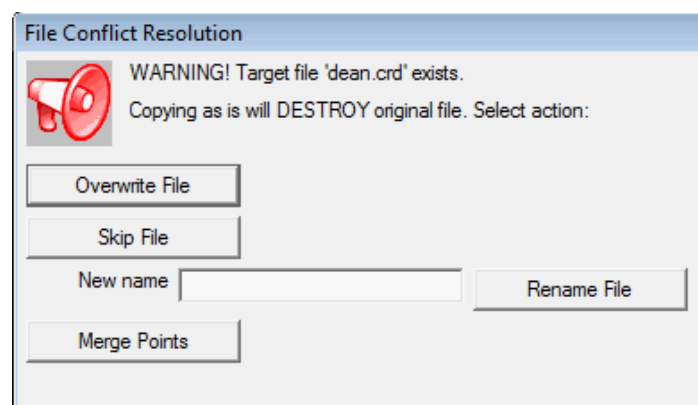 File Conflict Resolution
WARNING! Target file 'dean.crd' exists.
Copying as is will DESTROY original file. Select action:
Overwrite File
Skip File
New name
Rename File
Merge Points